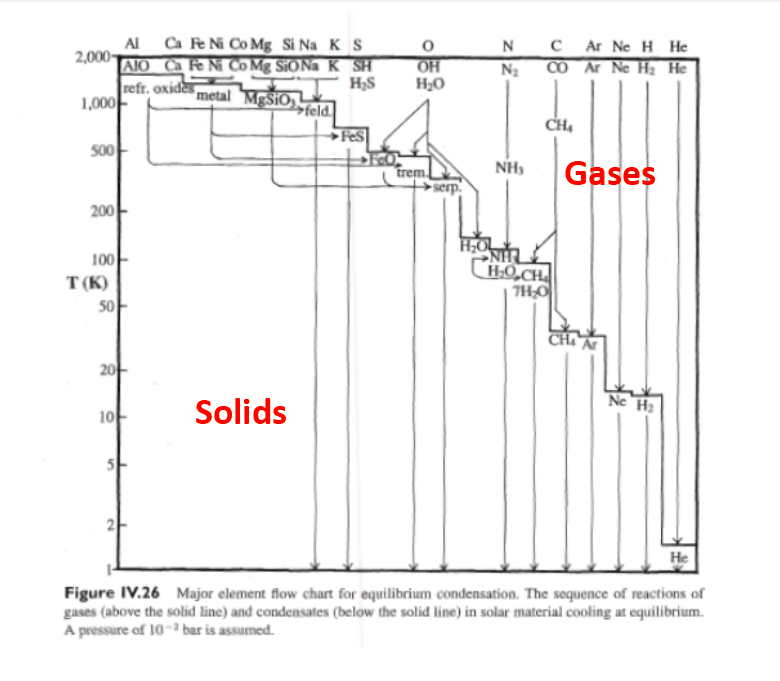 Al Ca Fe Ni Co Mg Si Na K S O N C Ar Ne H He
2,000
AlO Ca Fe Ni Co Mg SiO Na K SH OH N₂ CO Ar Ne H₂ He
H₂S H₂O
refr. oxides
metal MgSiO₃
1,000
feld.
CH₄
FeS
500
FeO
trem.
NH₃
Gases
serp.
200
H₂O
NH₃
100
H₂O CH₄
T (K)
7H₂O
50
CH₄ Ar
20
Ne H₂
Solids
10
5
2
He
1
Figure IV.26 Major element flow chart for equilibrium condensation. The sequence of reactions of
gases (above the solid line) and condensates (below the solid line) in solar material cooling at equilibrium.
A pressure of 10⁻² bar is assumed.